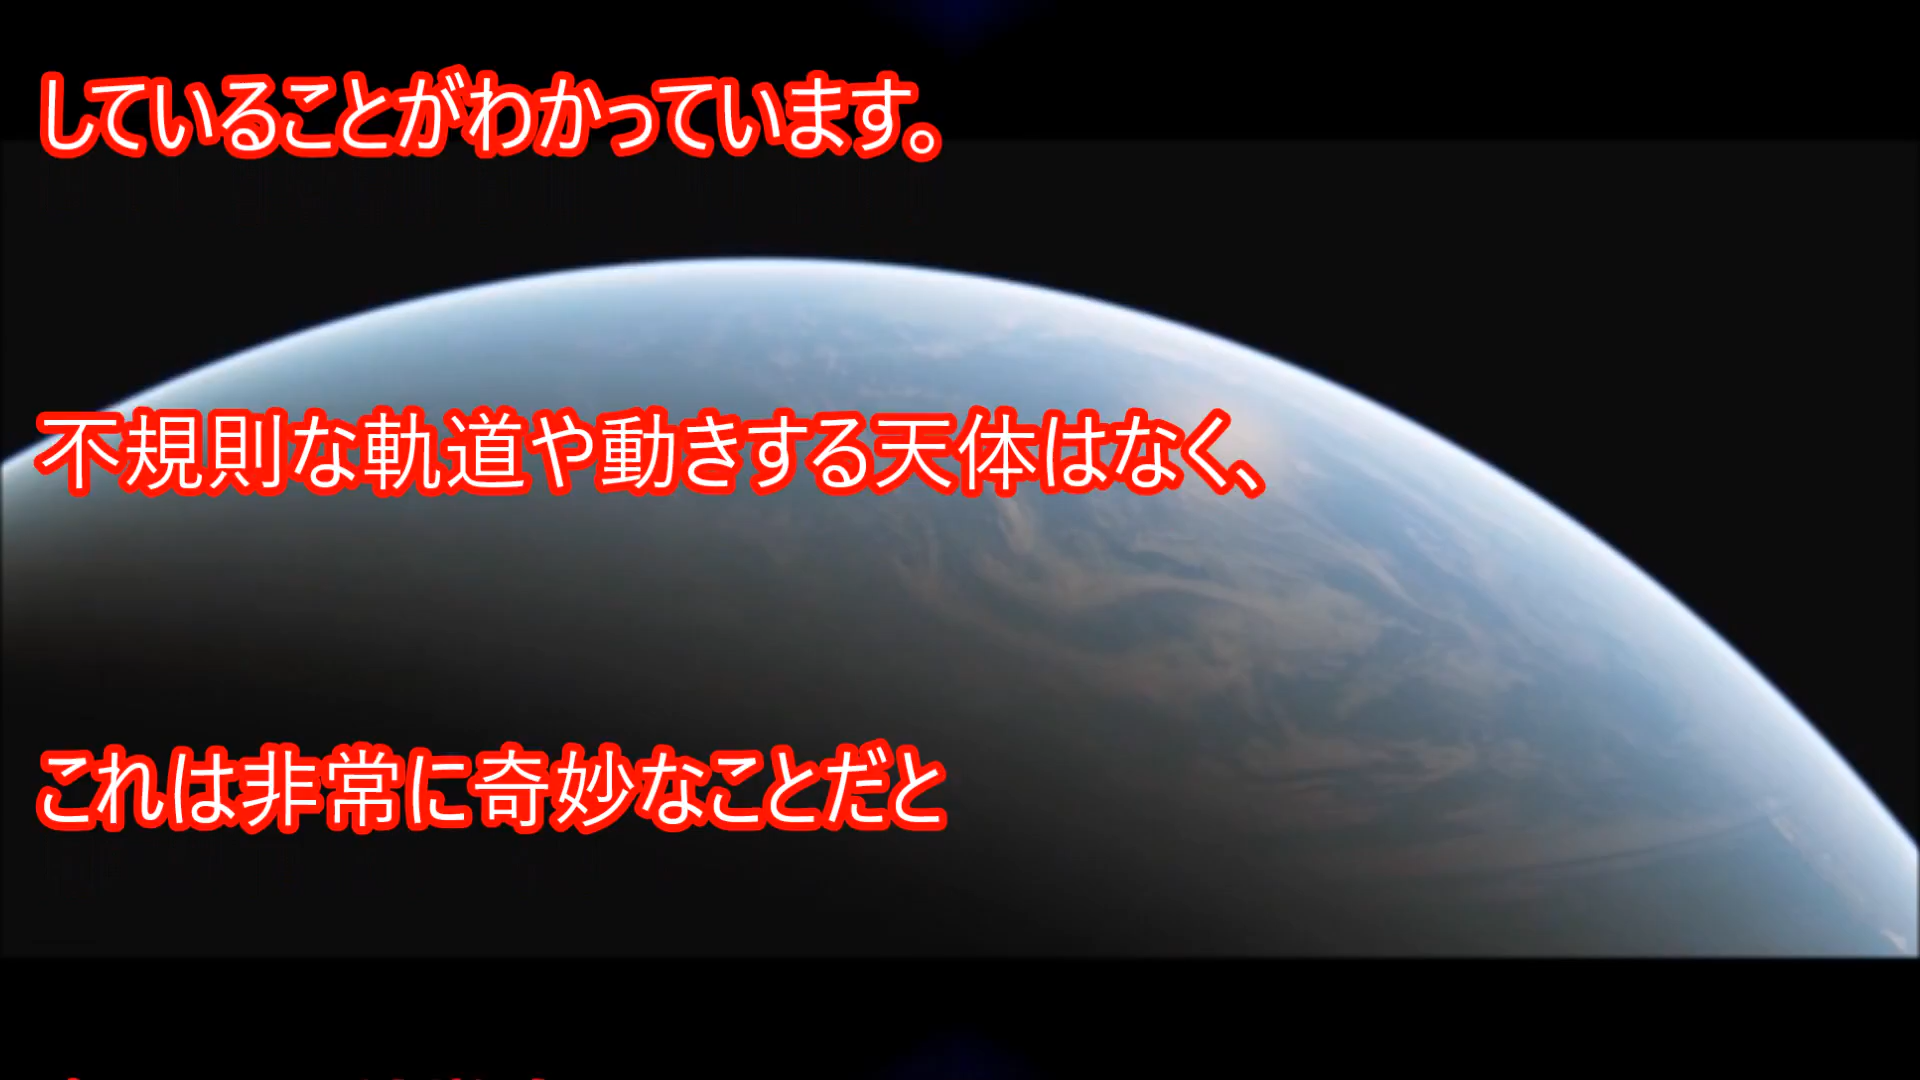 していることがわかっています。
不規則な軌道や動きする天体はなく、
これは非常に奇妙なことだと